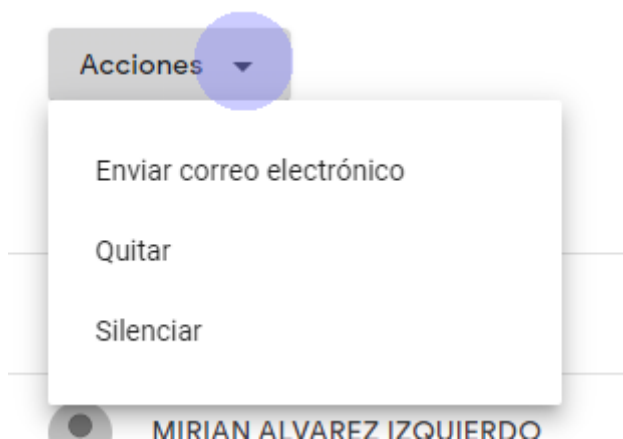 Acciones
Enviar correo electrónico
Quitar
Silenciar
MIRIAN ALVAREZ IZQUIERDO